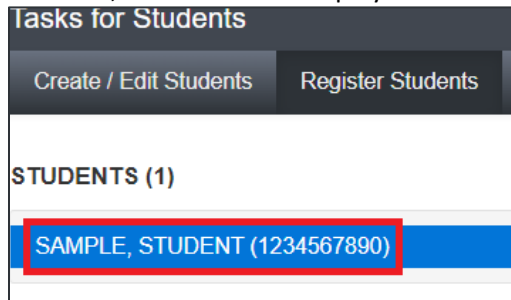 Tasks for Students
Create / Edit Students
Register Students
STUDENTS (1)
SAMPLE, STUDENT (1234567890)